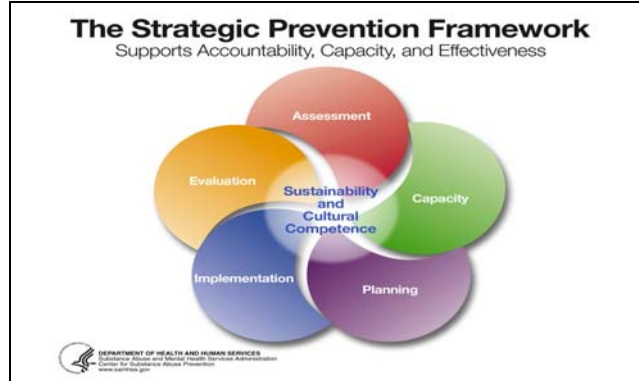 The Strategic Prevention Framework
Supports Accountability, Capacity, and Effectiveness
Assessment
Evaluation
Capacity
Sustainability
and
Cultural
Competence
Implementation
Planning
DEPARTMENT OF HEALTH AND HUMAN SERVICES
Substance Abuse and Mental Health Services Administration
Center for Substance Abuse Prevention
www.samhsa.gov